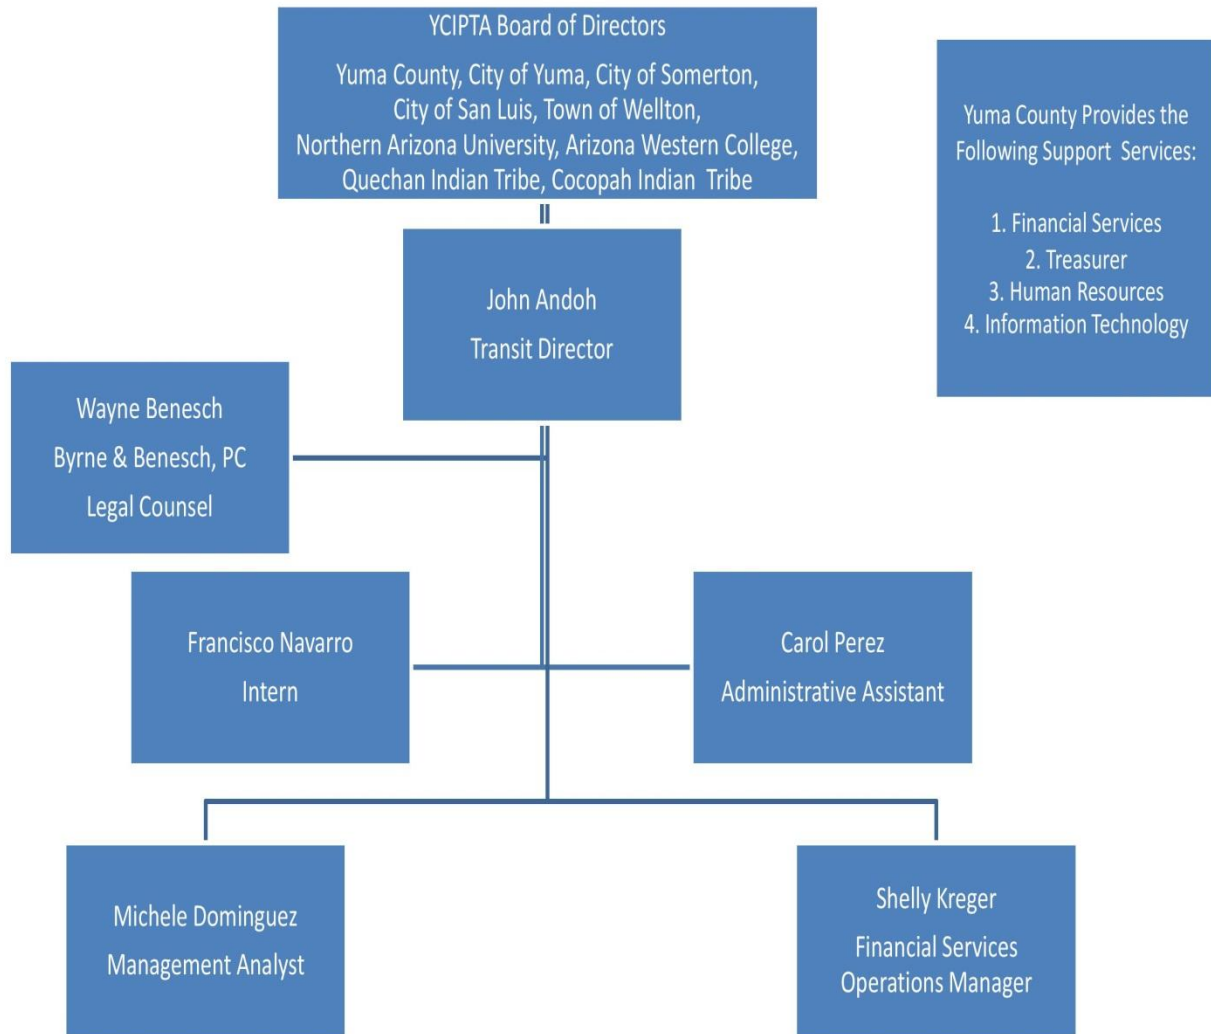 YCIPTA Board of Directors
Yuma County, City of Yuma, City of Somerton,
City of San Luis, Town of Wellton,
Northern Arizona University, Arizona Western College,
Quechan Indian Tribe, Cocopah Indian Tribe
Yuma County Provides the
Following Support Services:
1. Financial Services
2. Treasurer
3. Human Resources
4. Information Technology
John Andoh
Transit Director
Wayne Benesch
Byrne & Benesch, PC
Legal Counsel
Francisco Navarro
Intern
Carol Perez
Administrative Assistant
Michele Dominguez
Management Analyst
Shelly Kreger
Financial Services
Operations Manager